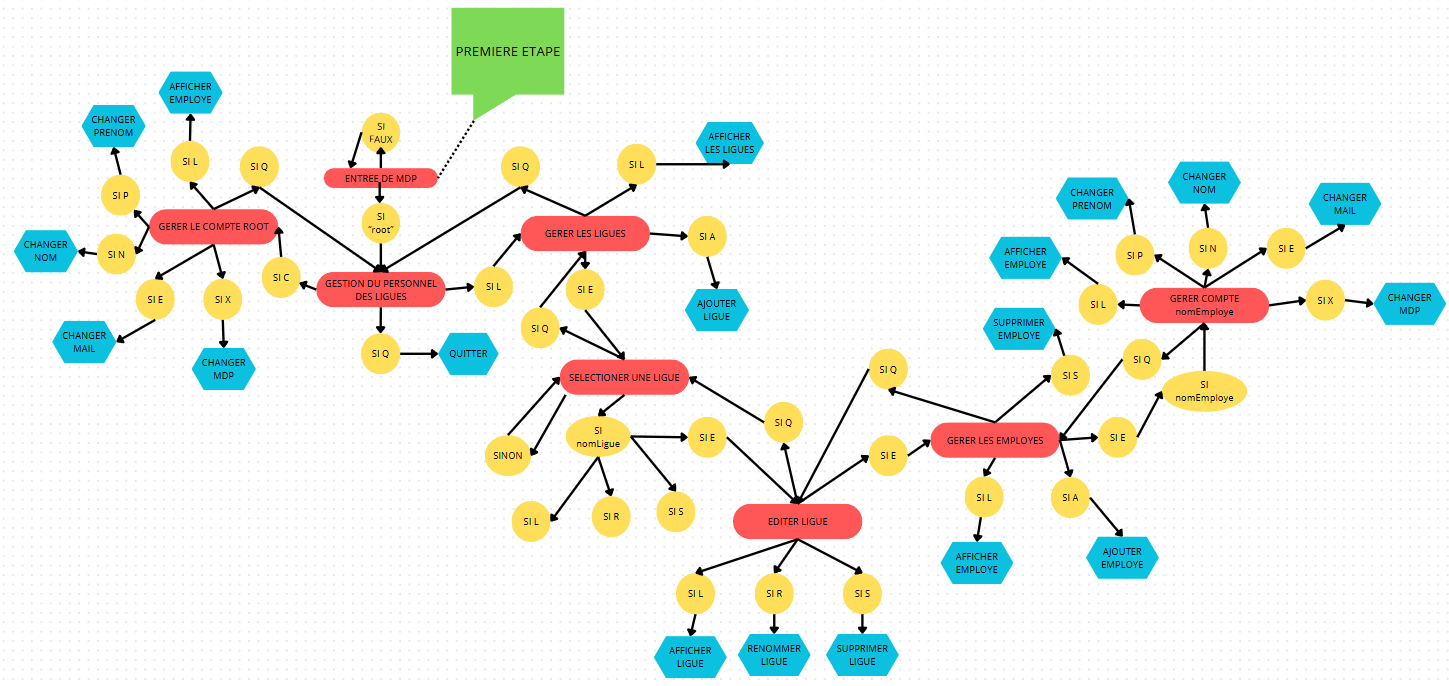 PREMIERE ETAPE
AFFICHER
EMPLOYE
CHANGER
PRENOM
SI L
SI Q
SI P
GERER LE COMPTE ROOT
CHANGER
NOM
SI N
SI E
SI X
SI C
CHANGER
MAIL
CHANGER
MDP
SI
FAUX
ENTREE DE MDP
SI
"root"
GESTION DU PERSONNEL
DES LIGUES
SI L
SI Q
QUITTER
SI Q
SI L
AFFICHER
LES LIGUES
GERER LES LIGUES
SI A
AJOUTER
LIGUE
SI E
SI Q
SELECTIONER UNE LIGUE
SINON
SI
nomLigue
SI E
SI Q
SI L
SI R
SI S
EDITER LIGUE
SI L
SI R
SI S
AFFICHER
LIGUE
RENOMMER
LIGUE
SUPPRIMER
LIGUE
SI Q
SI E
GERER LES EMPLOYES
SI S
SUPPRIMER
EMPLOYE
SI L
AFFICHER
EMPLOYE
SI A
AJOUTER
EMPLOYE
SI E
SI
nomEmploye
SI Q
GERER COMPTE
nomEmploye
SI L
AFFICHER
EMPLOYE
SI P
CHANGER
PRENOM
SI N
CHANGER
NOM
SI E
CHANGER
MAIL
SI X
CHANGER
MDP